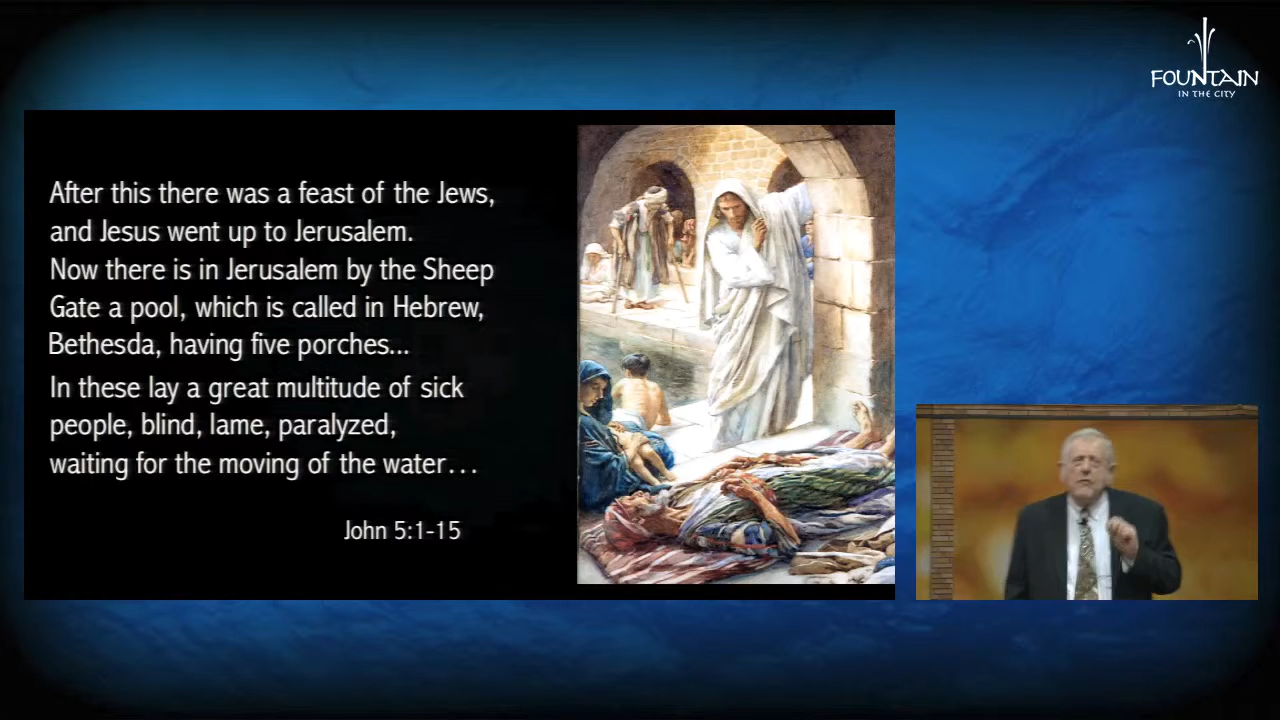 FOUNTAIN
IN THE CITY
After this there was a feast of the Jews,
and Jesus went up to Jerusalem.
Now there is in Jerusalem by the Sheep
Gate a pool, which is called in Hebrew,
Bethesda, having five porches...
In these lay a great multitude of sick
people, blind, lame, paralyzed,
waiting for the moving of the water...
John 5:1-15